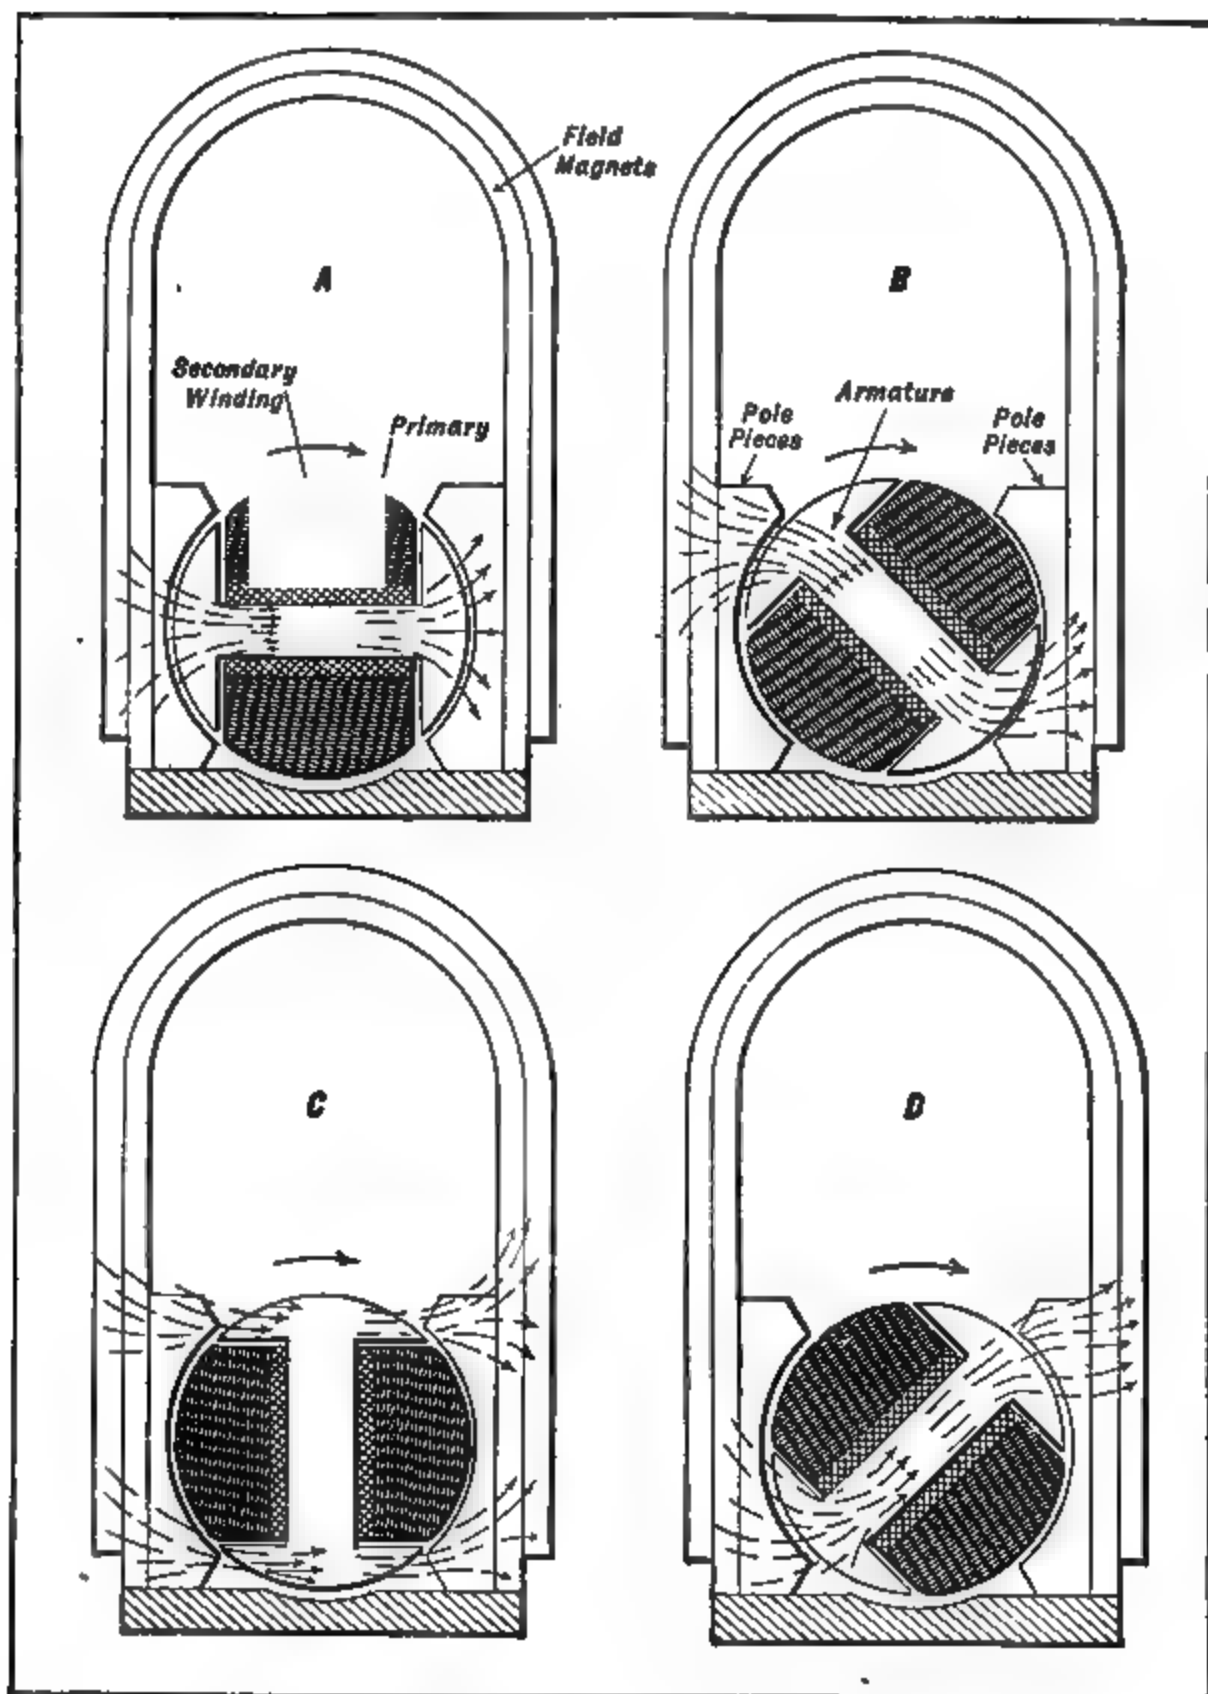 Field
Magnets
A
Secondary
Winding
Primary
B
Armature
Pole
Pieces
Pole
Pieces
C
D